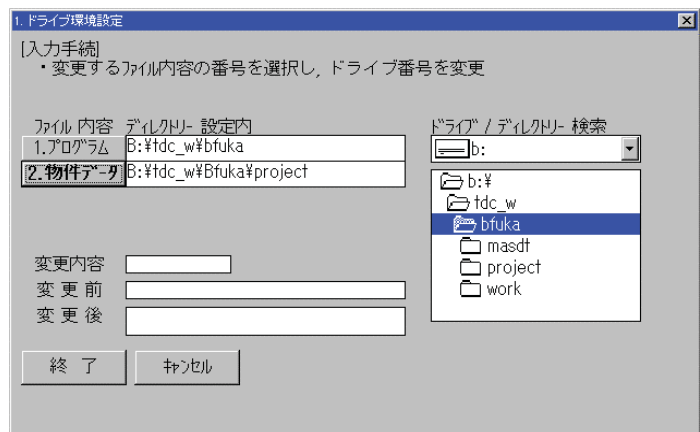 1. ドライブ環境設定
[入力手続]
・変更するﾌｧｲﾙ内容の番号を選択し, ドライブ番号を変更
ﾌｧｲﾙ 内容 ﾃﾞｨﾚｸﾄﾘｰ 設定内
1.ﾌﾟﾛｸﾞﾗﾑ B:¥tdc_w¥bfuka
2.物件ﾃﾞｰﾀ B:¥tdc_w¥Bfuka¥project
変更内容
変 更 前
変 更 後
終 了 ｷｬﾝｾﾙ
ﾄﾞﾗｲﾌﾞ / ﾃﾞｨﾚｸﾄﾘｰ 検索
b:
b:¥
tdc_w
bfuka
masdt
project
work